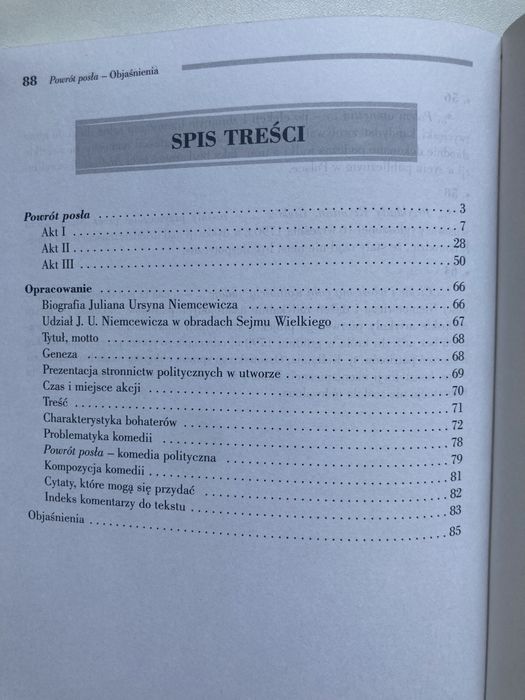 88 Powrót posła – Objaśnienia
SPIS TREŚCI
Powrót posła . . . . . . . . . . . . . . . . . . . . . . . . . . . . . . . . . . . . . . . . . . 3
Akt I . . . . . . . . . . . . . . . . . . . . . . . . . . . . . . . . . . . . . . . . . . . . . . 7
Akt II . . . . . . . . . . . . . . . . . . . . . . . . . . . . . . . . . . . . . . . . . . . . 28
Akt III . . . . . . . . . . . . . . . . . . . . . . . . . . . . . . . . . . . . . . . . . . . 50
Opracowanie . . . . . . . . . . . . . . . . . . . . . . . . . . . . . . . . . . . . . . . 66
Biografia Juliana Ursyna Niemcewicza . . . . . . . . . . . . . . . . . . . . . 66
Udział J. U. Niemcewicza w obradach Sejmu Wielkiego . . . . . . . . . . . 67
Tytuł, motto . . . . . . . . . . . . . . . . . . . . . . . . . . . . . . . . . . . . . . 68
Geneza . . . . . . . . . . . . . . . . . . . . . . . . . . . . . . . . . . . . . . . . . . 68
Prezentacja stronnictw politycznych w utworze . . . . . . . . . . . . . . . . 69
Czas i miejsce akcji . . . . . . . . . . . . . . . . . . . . . . . . . . . . . . . . . 70
Treść . . . . . . . . . . . . . . . . . . . . . . . . . . . . . . . . . . . . . . . . . . . 71
Charakterystyka bohaterów . . . . . . . . . . . . . . . . . . . . . . . . . . . . 72
Problematyka komedii . . . . . . . . . . . . . . . . . . . . . . . . . . . . . . . 78
Powrót posła – komedia polityczna . . . . . . . . . . . . . . . . . . . . . . . 79
Kompozycja komedii . . . . . . . . . . . . . . . . . . . . . . . . . . . . . . . . 81
Cytaty, które mogą się przydać . . . . . . . . . . . . . . . . . . . . . . . . . . 82
Indeks komentarzy do tekstu . . . . . . . . . . . . . . . . . . . . . . . . . . . 83
Objaśnienia . . . . . . . . . . . . . . . . . . . . . . . . . . . . . . . . . . . . . . . 85